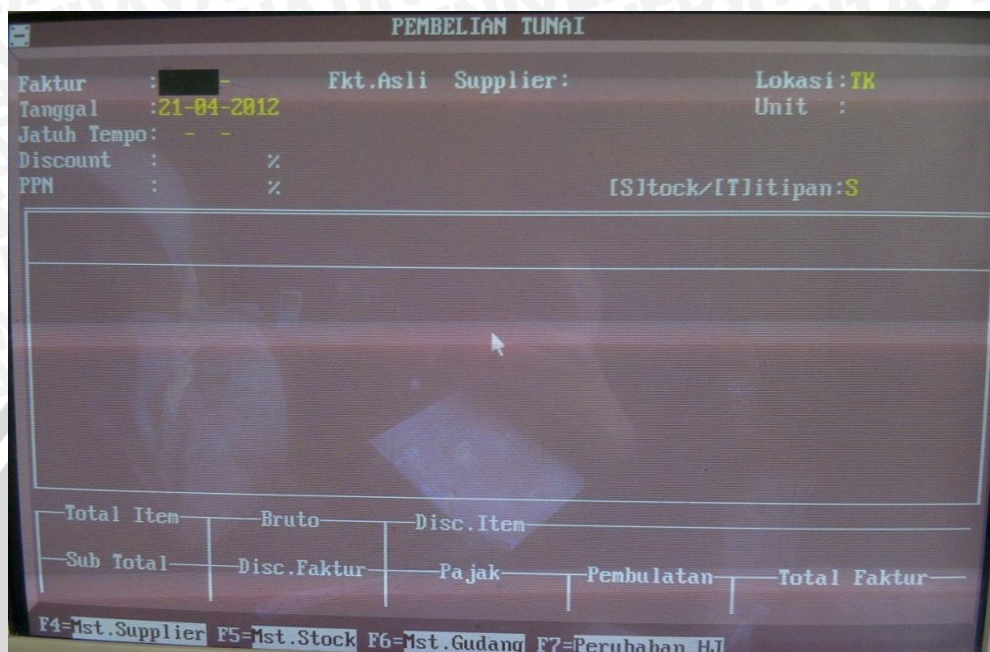 PEMBELIAN TUNAI
Faktur : - Fkt.Asli Supplier: Lokasi:TK
Tanggal :21-04-2012 Unit :
Jatuh Tempo: - -
Discount : %
PPN : % [S]tock/[T]itipan:S
Total Item Bruto Disc.Item
Sub Total Disc.Faktur Pajak Pembulatan Total Faktur
F4=Mst.Supplier F5=Mst.Stock F6=Mst.Gudang F7=Perubahan HJ